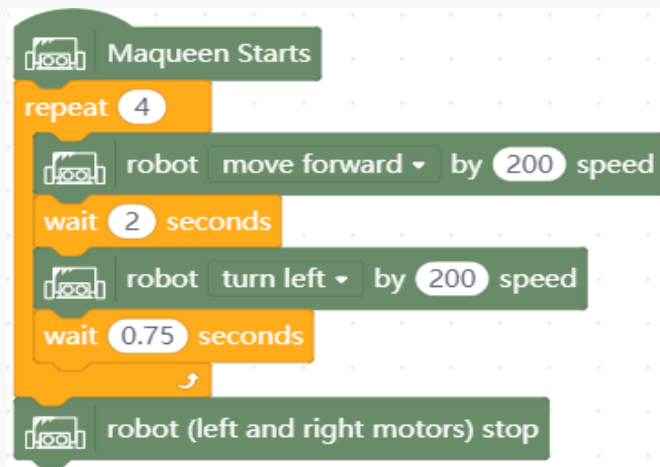 Maqueen Starts
repeat 4
robot move forward by 200 speed
wait 2 seconds
robot turn left by 200 speed
wait 0.75 seconds
robot (left and right motors) stop